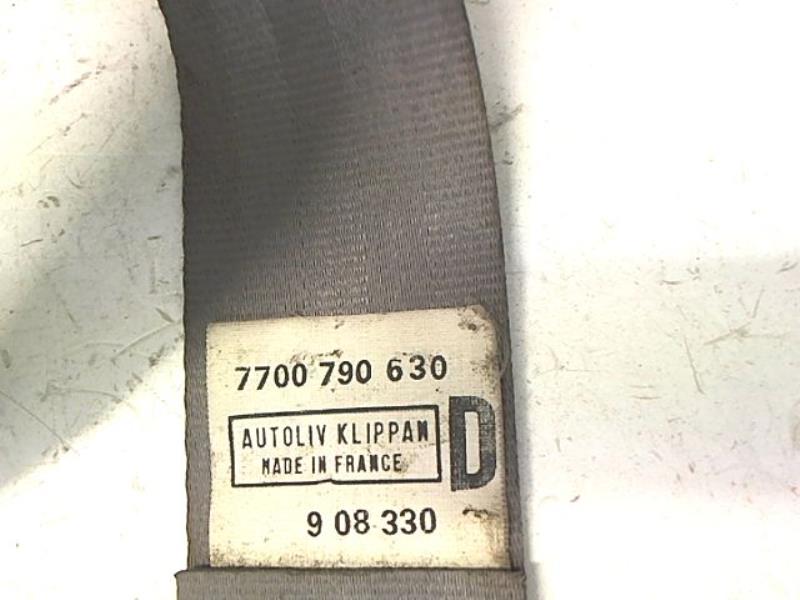 7700 790 630
AUTOLIV KLIPPAN
MADE IN FRANCE
D
9 08 330